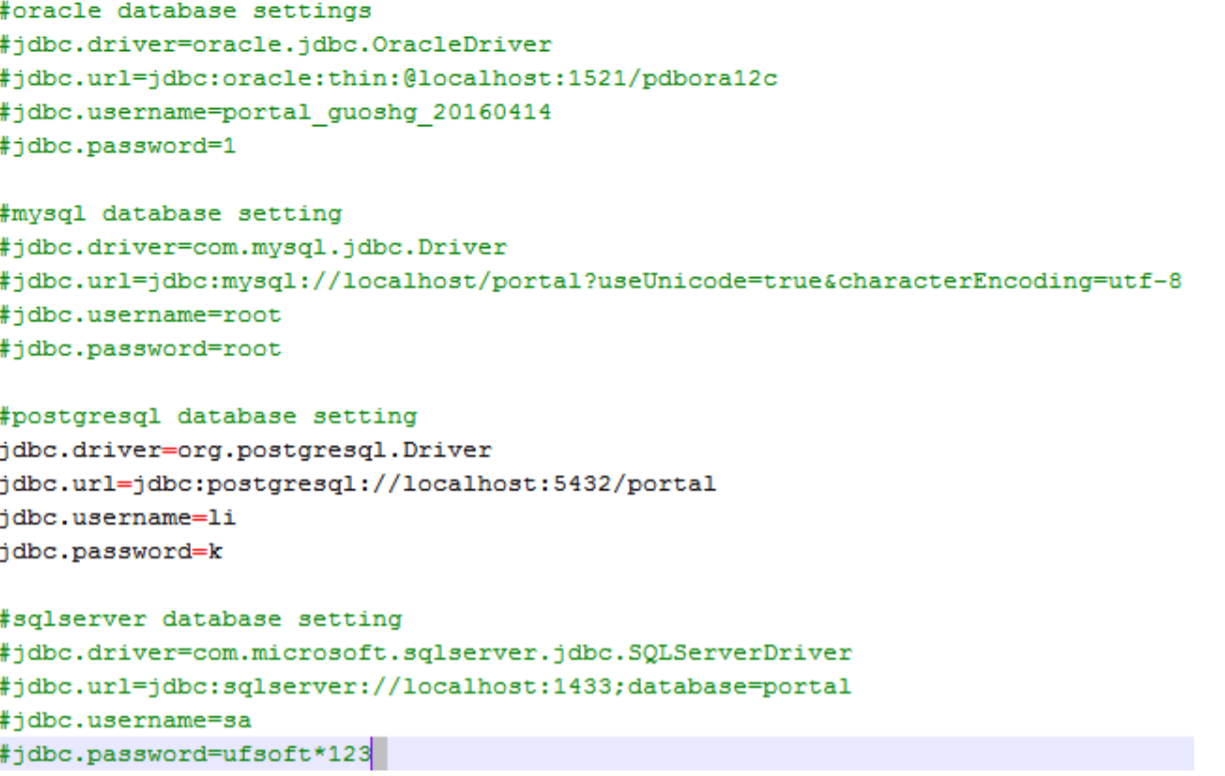 #oracle database settings
#jdbc.driver=oracle.jdbc.OracleDriver
#jdbc.url=jdbc:oracle:thin:@localhost:1521/pdbora12c
#jdbc.username=portal_guoshg_20160414
#jdbc.password=1
#mysql database setting
#jdbc.driver=com.mysql.jdbc.Driver
#jdbc.url=jdbc:mysql://localhost/portal?useUnicode=true&characterEncoding=utf-8
#jdbc.username=root
#jdbc.password=root
#postgresql database setting
jdbc.driver=org.postgresql.Driver
jdbc.url=jdbc:postgresql://localhost:5432/portal
jdbc.username=li
jdbc.password=k
#sqlserver database setting
#jdbc.driver=com.microsoft.sqlserver.jdbc.SQLServerDriver
#jdbc.url=jdbc:sqlserver://localhost:1433;database=portal
#jdbc.username=sa
#jdbc.password=ufsoft*123